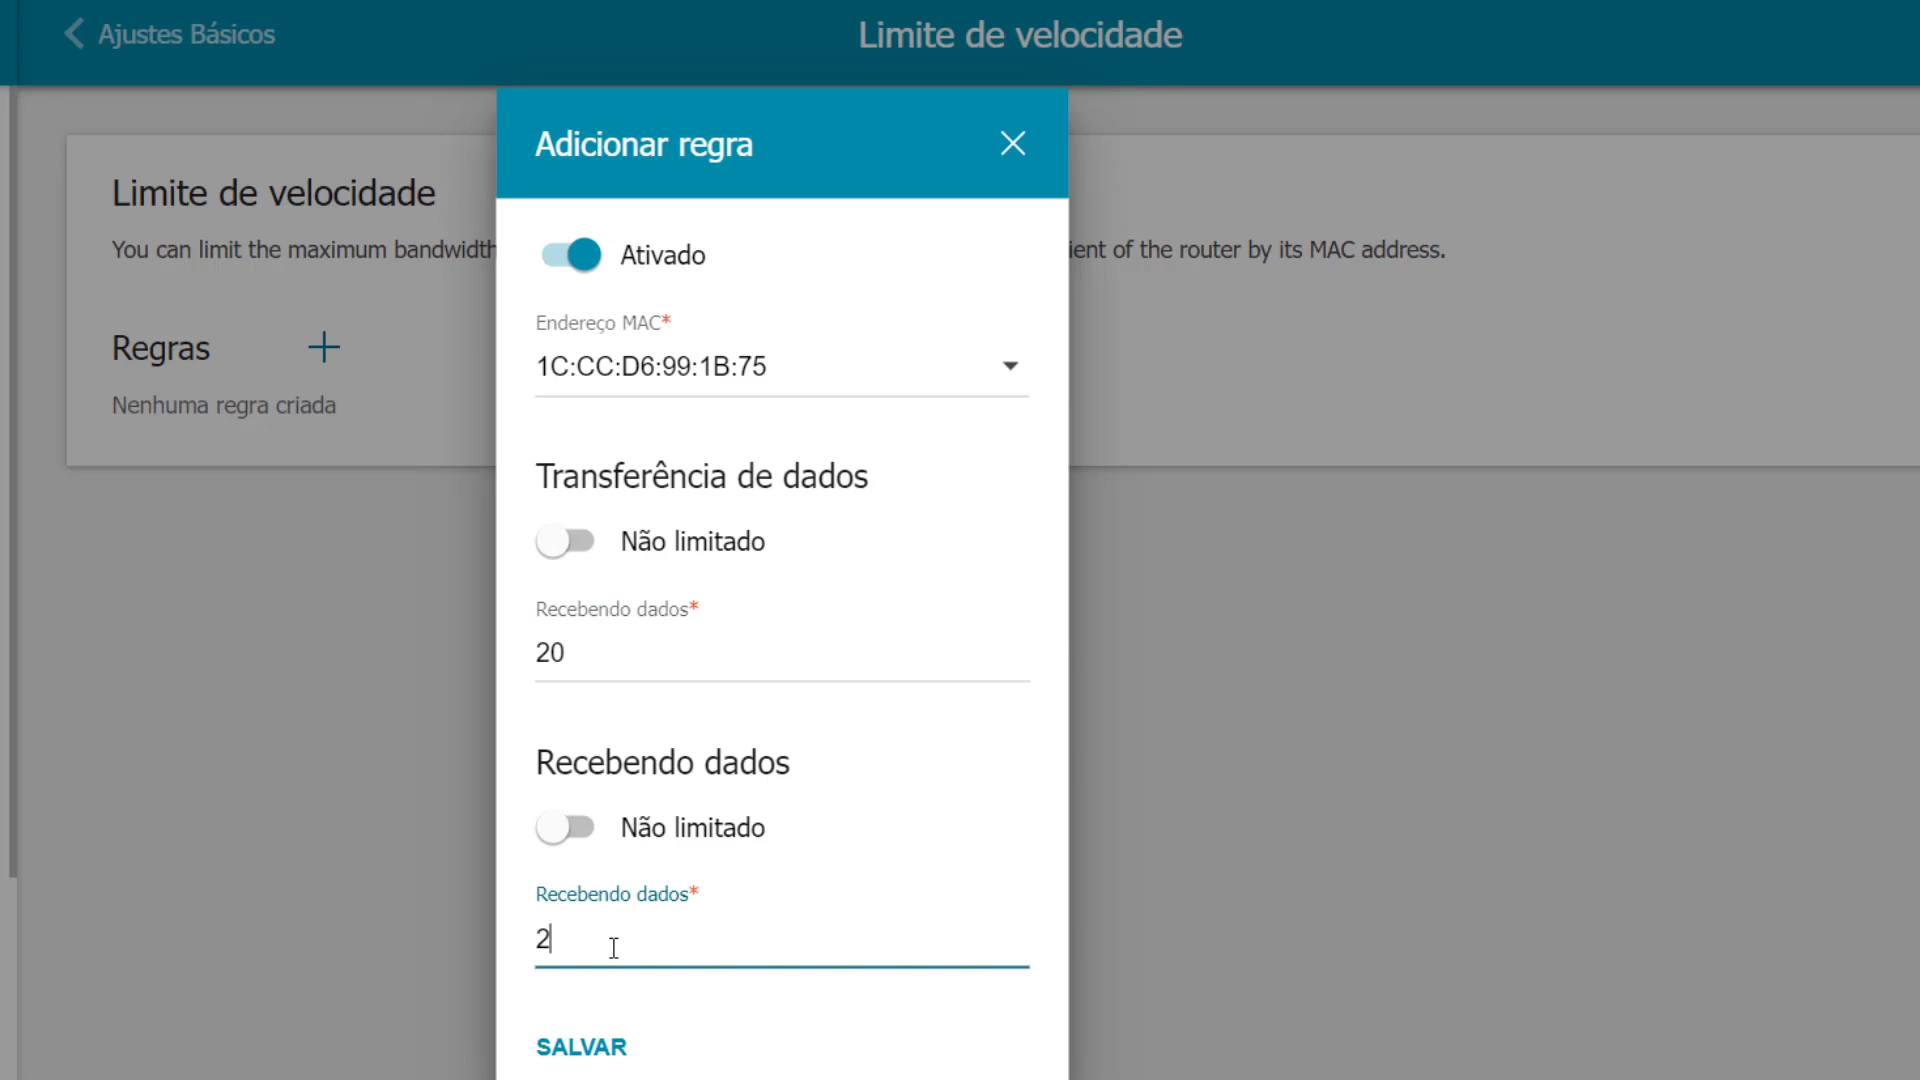 Ajustes Básicos
Limite de velocidade
Adicionar regra
Limite de velocidade
You can limit the maximum bandwidth
ient of the router by its MAC address.
Regras
Nenhuma regra criada
Ativado
Endereço MAC*
1C:CC:D6:99:1B:75
Transferência de dados
Não limitado
Recebendo dados*
20
Recebendo dados
Não limitado
Recebendo dados*
2
SALVAR